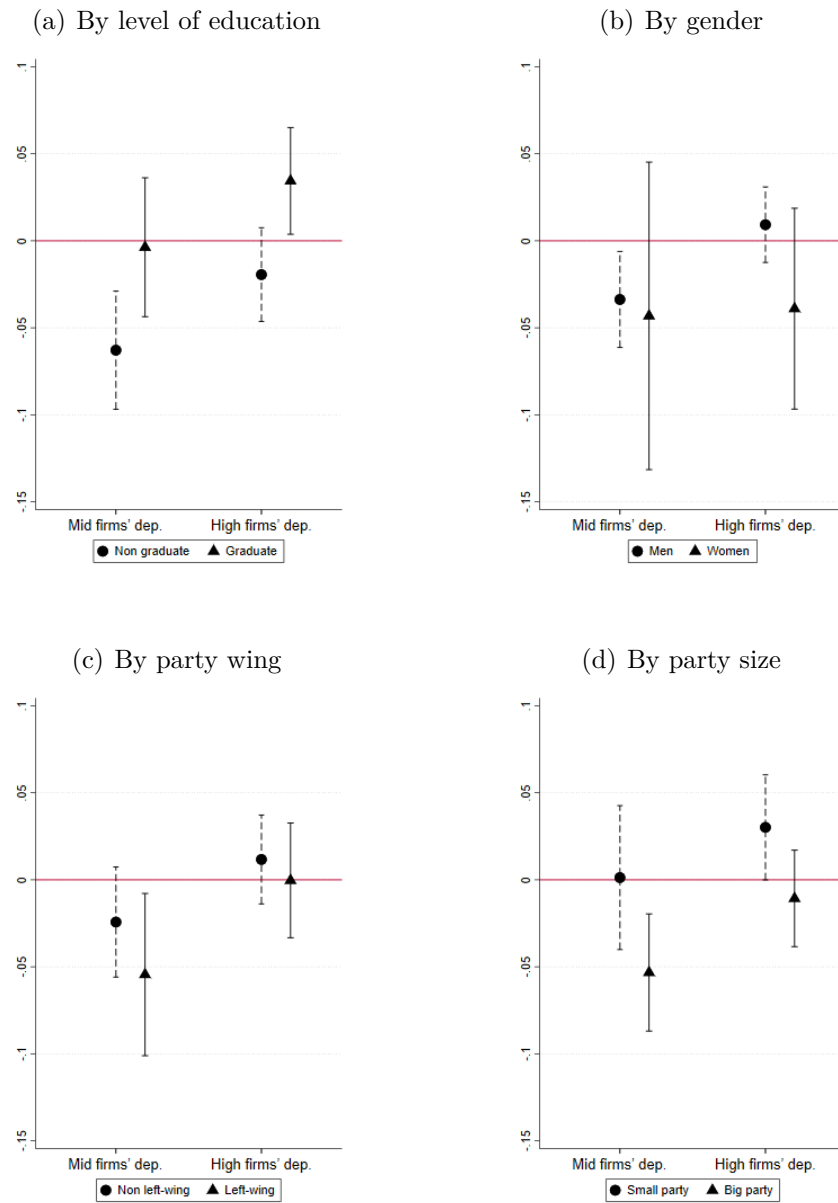 (a) By level of education
.1
.05
0
-.05
-.1
-.15
Mid firms' dep. High firms' dep.
Non graduate Graduate
(b) By gender
.1
.05
0
-.05
-.1
-.15
Mid firms' dep. High firms' dep.
Men Women
(c) By party wing
.1
.05
0
-.05
-.1
-.15
Mid firms' dep. High firms' dep.
Non left-wing Left-wing
(d) By party size
.1
.05
0
-.05
-.1
-.15
Mid firms' dep. High firms' dep.
Small party Big party